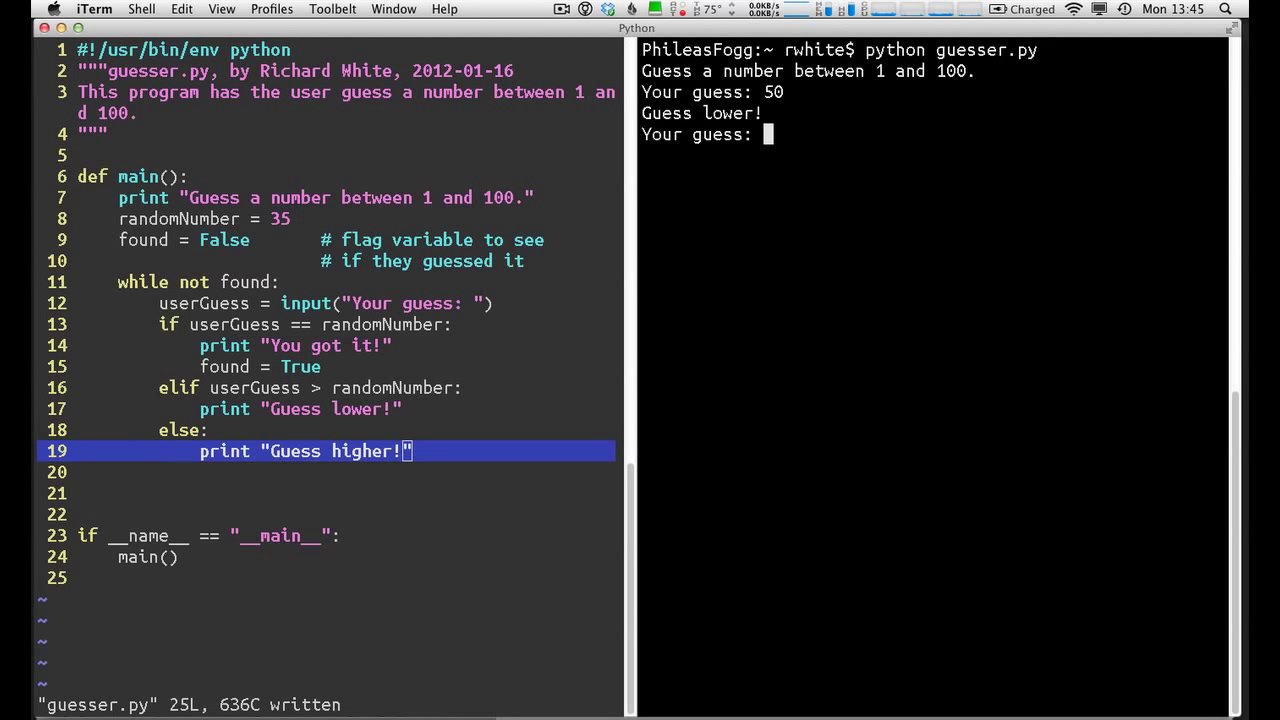 iTerm Shell Edit View Profiles Toolbelt Window Help 75° 0.0KB/s 0.0KB/s Charged Mon 13:45
Python
1 #!/usr/bin/env python
2 """guesser.py, by Richard White, 2012-01-16
3 This program has the user guess a number between 1 an
d 100.
4 """
5
6 def main():
7 print "Guess a number between 1 and 100."
8 randomNumber = 35
9 found = False # flag variable to see
10 # if they guessed it
11 while not found:
12 userGuess = input("Your guess: ")
13 if userGuess == randomNumber:
14 print "You got it!"
15 found = True
16 elif userGuess > randomNumber:
17 print "Guess lower!"
18 else:
19 print "Guess higher!"
20
21
22
23 if __name__ == "__main__":
24 main()
25
~
~
~
~
~
"guesser.py" 25L, 636C written
PhileasFogg:~ rwhite$ python guesser.py
Guess a number between 1 and 100.
Your guess: 50
Guess lower!
Your guess: